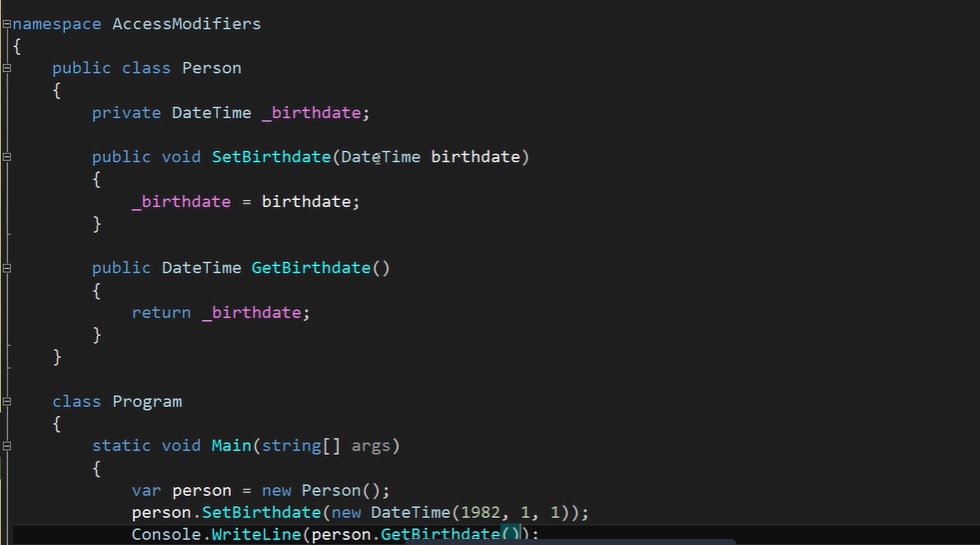 namespace AccessModifiers
{
    public class Person
    {
        private DateTime _birthdate;

        public void SetBirthdate(DateTime birthdate)
        {
            _birthdate = birthdate;
        }

        public DateTime GetBirthdate()
        {
            return _birthdate;
        }
    }

    class Program
    {
        static void Main(string[] args)
        {
            var person = new Person();
            person.SetBirthdate(new DateTime(1982, 1, 1));
            Console.WriteLine(person.GetBirthdate());